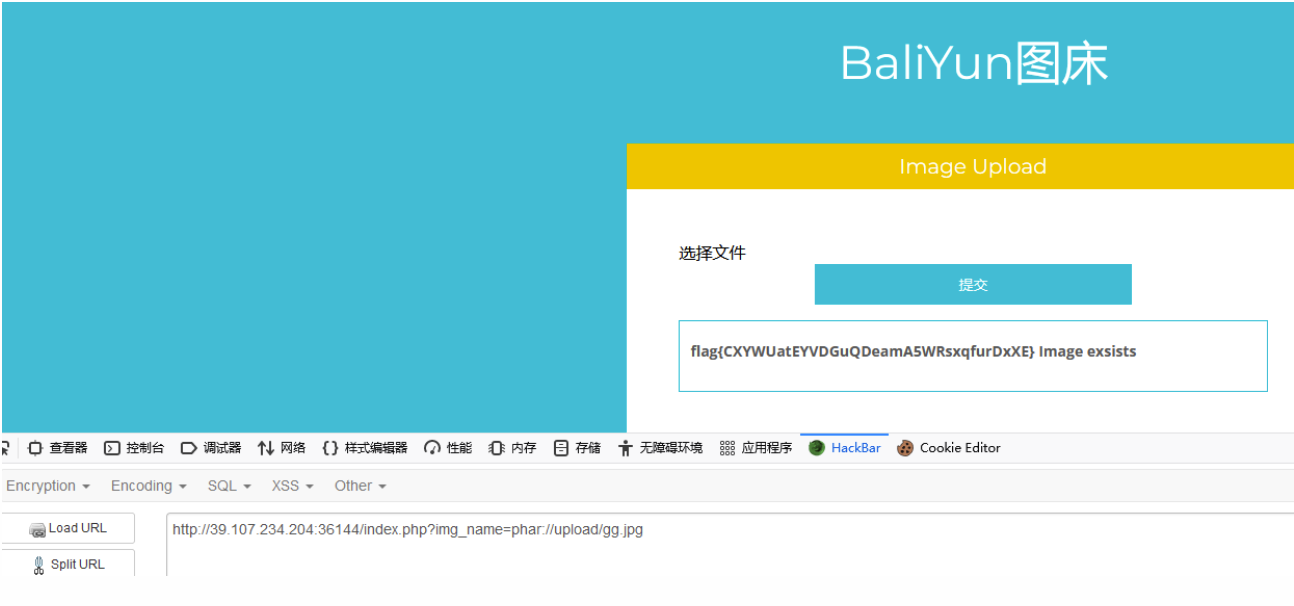 BaliYun图床
Image Upload
选择文件
提交
flag{CXYWUatEYVDGuQDeamA5WRsxqfurDxXE} Image exsists
查看器 控制台 调试器 网络 样式编辑器 性能 内存 存储 无障碍环境 应用程序 HackBar Cookie Editor
Encryption Encoding SQL XSS Other
Load URL http://39.107.234.204:36144/index.php?img_name=phar://upload/gg.jpg
Split URL